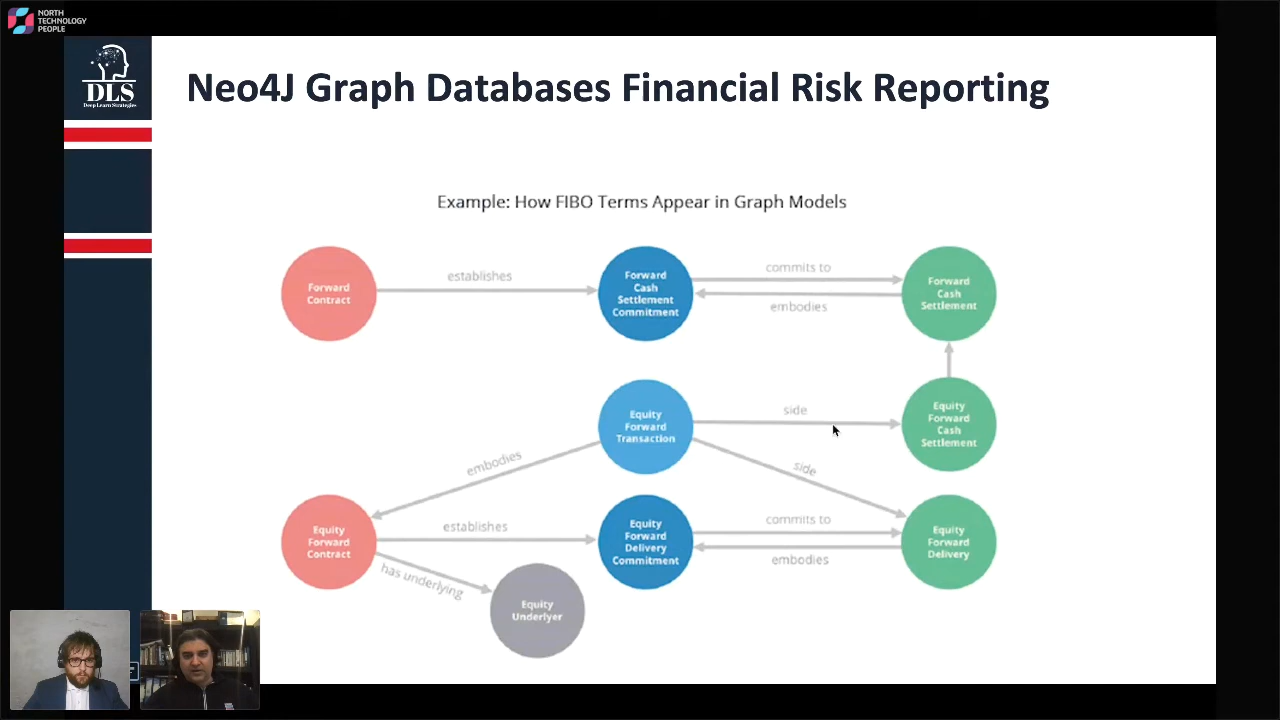 NORTH
TECHNOLOGY
PEOPLE
DLS
Deep Learn Strategies
Neo4J Graph Databases Financial Risk Reporting
Example: How FIBO Terms Appear in Graph Models
Forward
Contract
establishes
Forward
Cash
Settlement
Commitment
commits to
embodies
Forward
Cash
Settlement
Equity
Forward
Transaction
side
Equity
Forward
Cash
Settlement
embodies
side
Equity
Forward
Contract
establishes
Equity
Forward
Delivery
Commitment
commits to
embodies
Equity
Forward
Delivery
has underlying
Equity
Underlyer